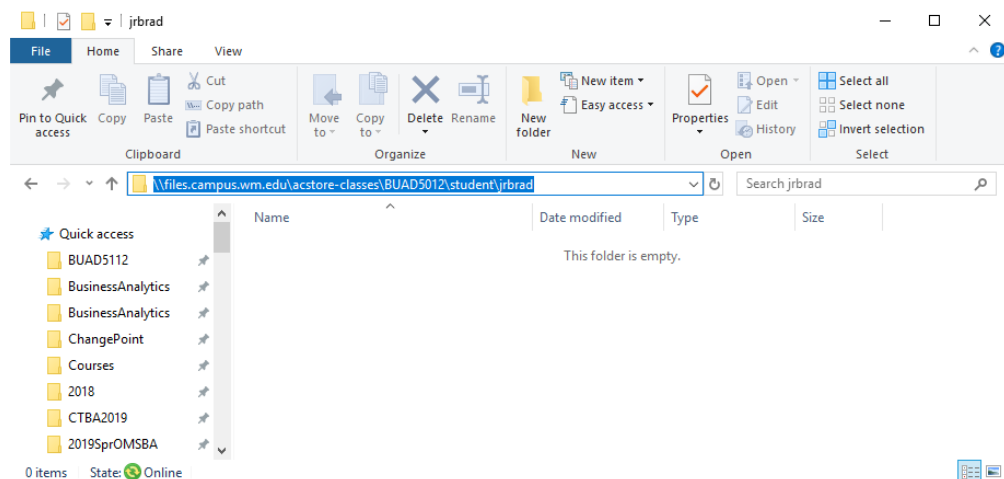 jrbrad
File Home Share View
Pin to Quick access
Copy
Paste
Cut
Copy path
Paste shortcut
Clipboard
Move to
Copy to
Delete
Rename
Organize
New folder
New item
Easy access
New
Properties
Open
Edit
History
Open
Select all
Select none
Invert selection
Select
\\files.campus.wm.edu\acstore-classes\BUAD5012\student\jrbrad
Search jrbrad
Name Date modified Type Size
This folder is empty.
Quick access
BUAD5112
BusinessAnalytics
BusinessAnalytics
ChangePoint
Courses
2018
CTBA2019
2019SprOMSBA
0 items State: Online